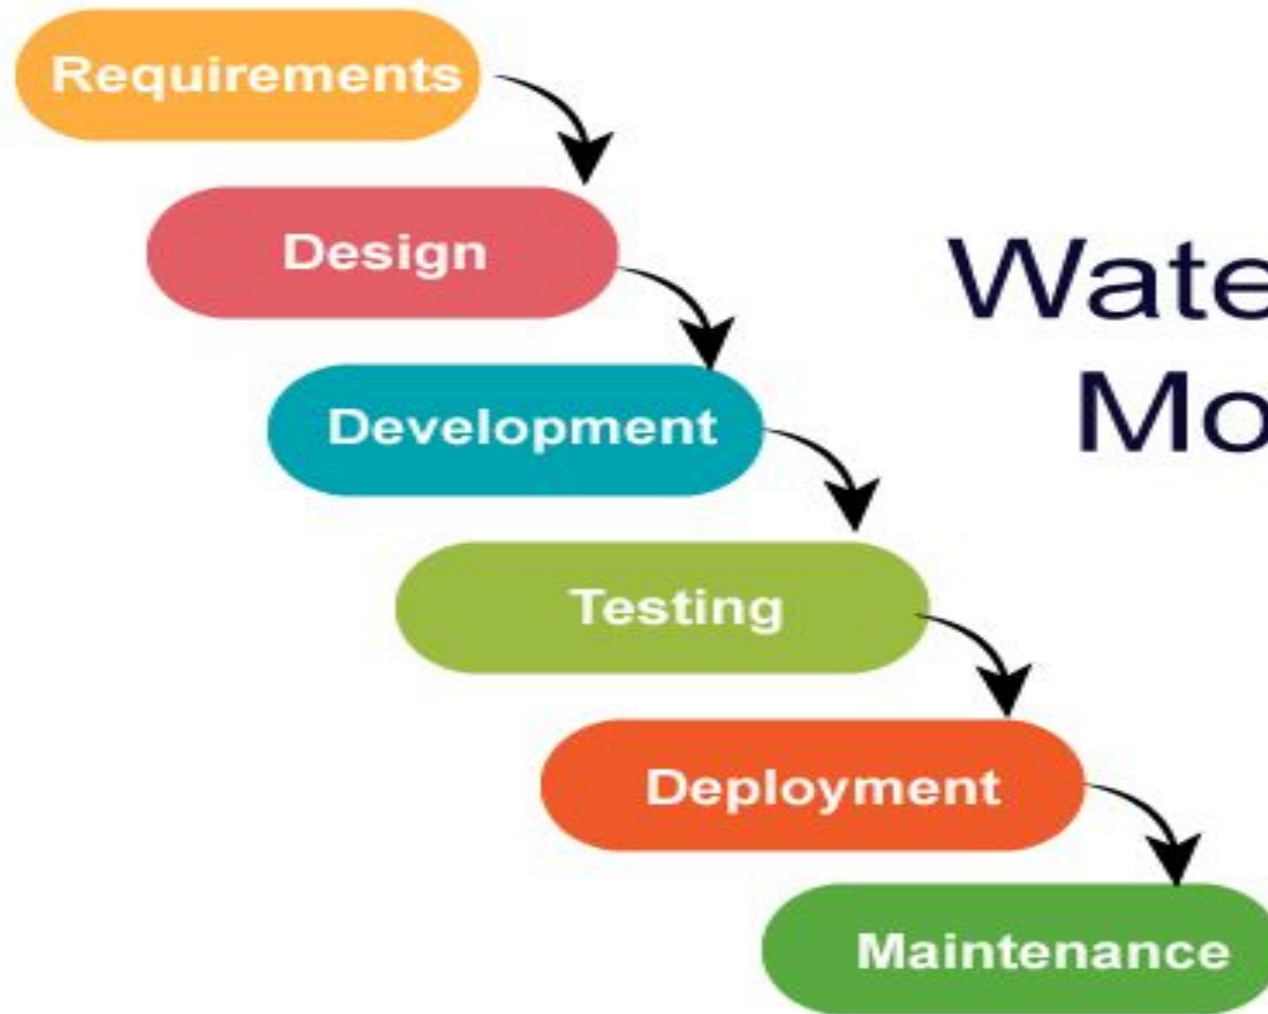 Requirements
Design
Wate
Development
Mo
Testing
Deployment
Maintenance